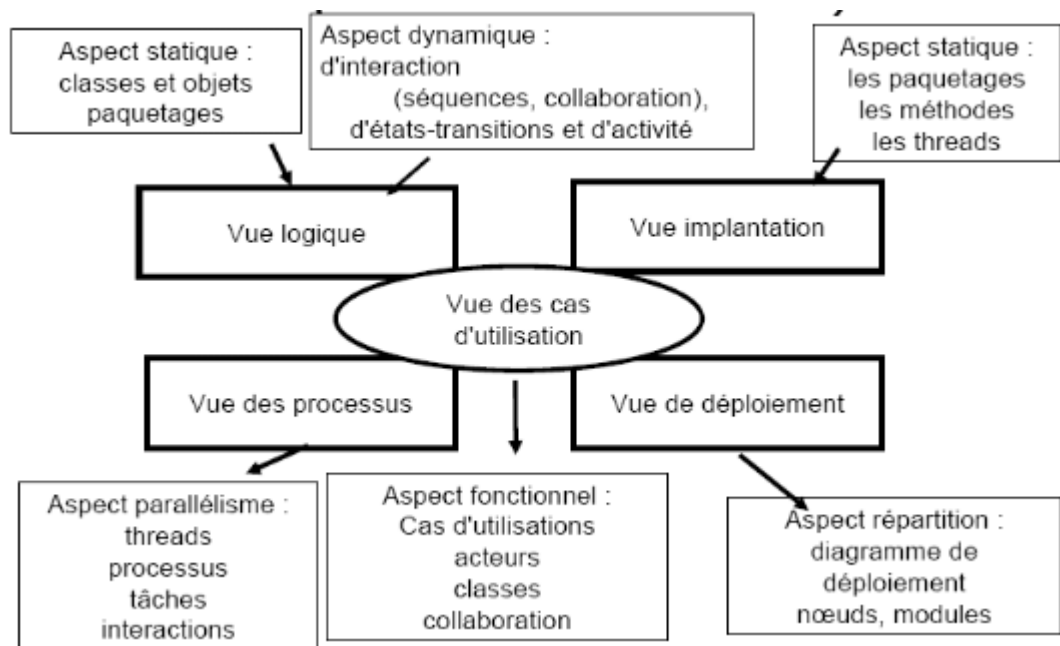 Aspect statique :
classes et objets
paquetages
Aspect dynamique :
d'interaction
(séquences, collaboration),
d'états-transitions et d'activité
Aspect statique :
les paquetages
les méthodes
les threads
Vue logique
Vue implantation
Vue des cas
d'utilisation
Vue des processus
Vue de déploiement
Aspect parallélisme :
threads
processus
tâches
interactions
Aspect fonctionnel :
Cas d'utilisations
acteurs
classes
collaboration
Aspect répartition :
diagramme de
déploiement
nœuds, modules